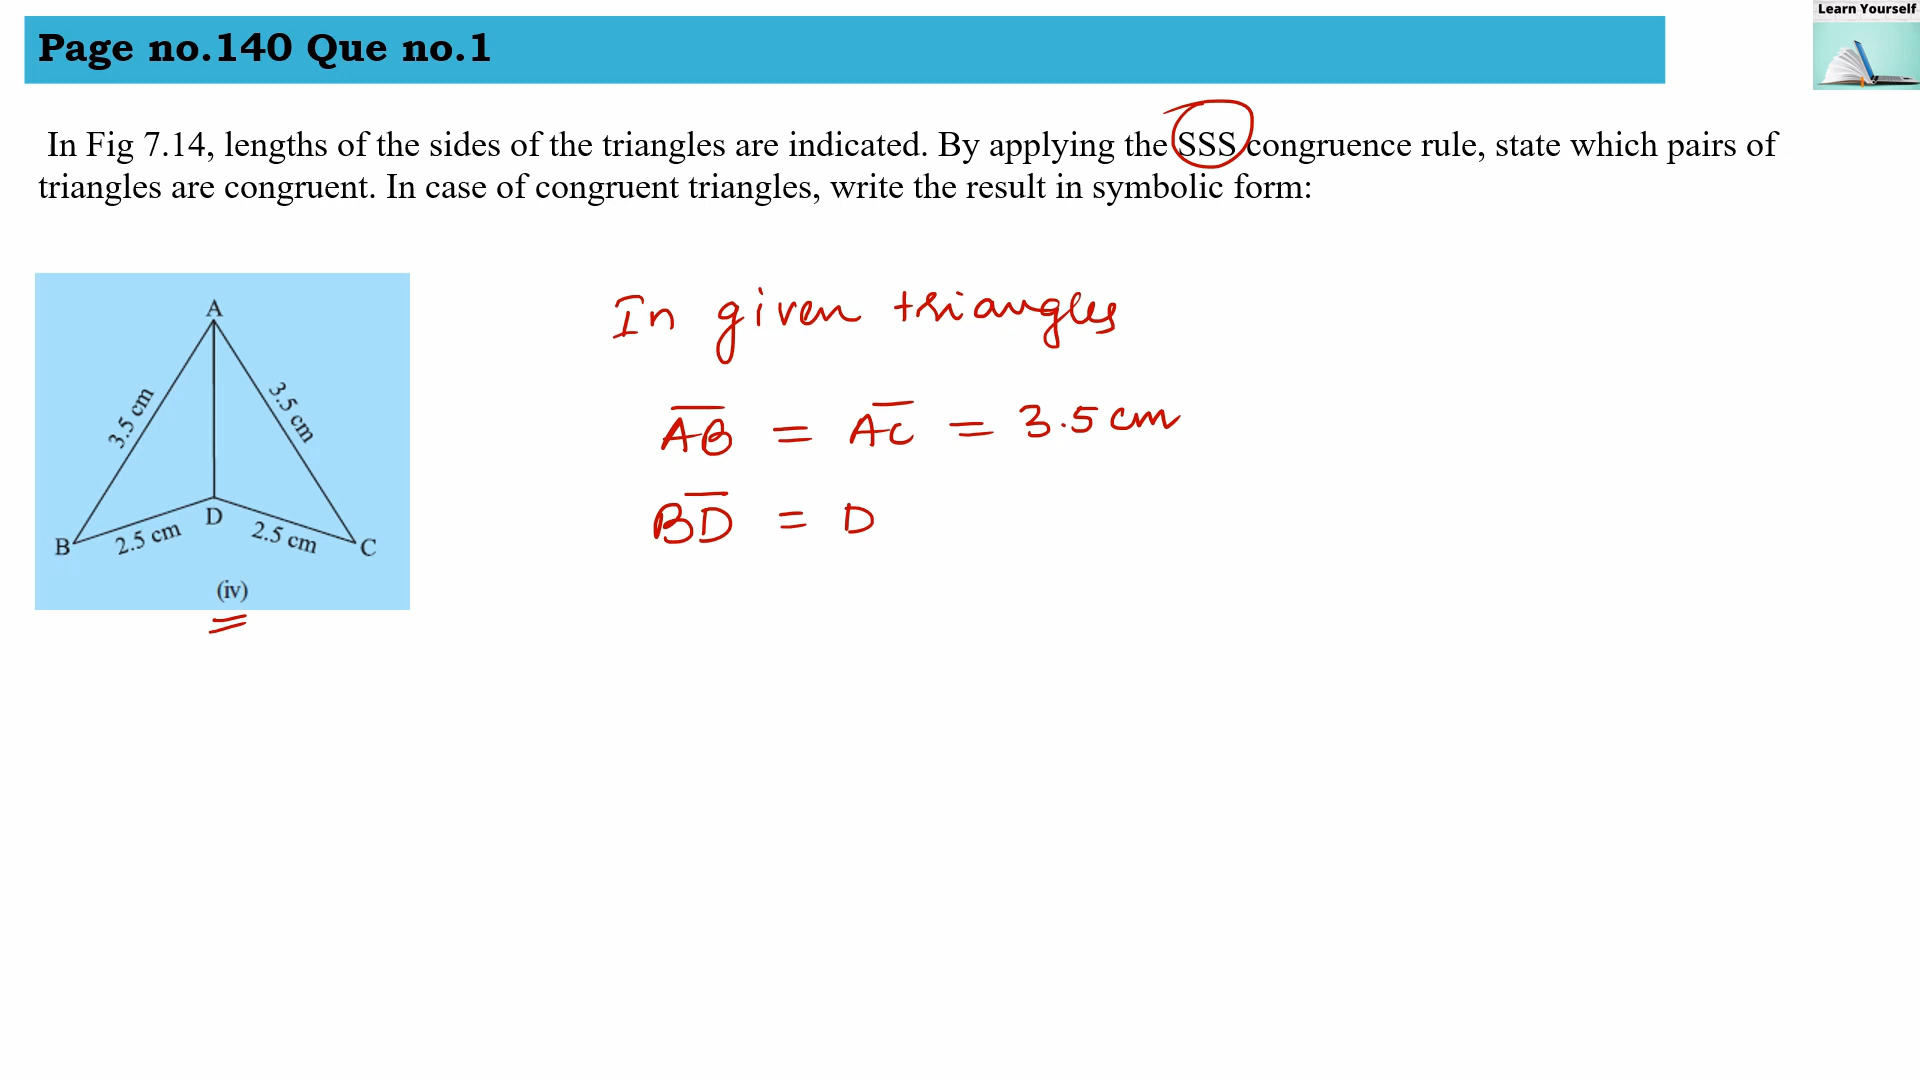 Learn Yourself
Page no.140 Que no.1
In Fig 7.14, lengths of the sides of the triangles are indicated. By applying the SSS congruence rule, state which pairs of
triangles are congruent. In case of congruent triangles, write the result in symbolic form:
A
3.5 cm
3.5 cm
B
2.5 cm
D
2.5 cm
C
(iv)
In given triangles
AB = AC = 3.5 cm
BD = D